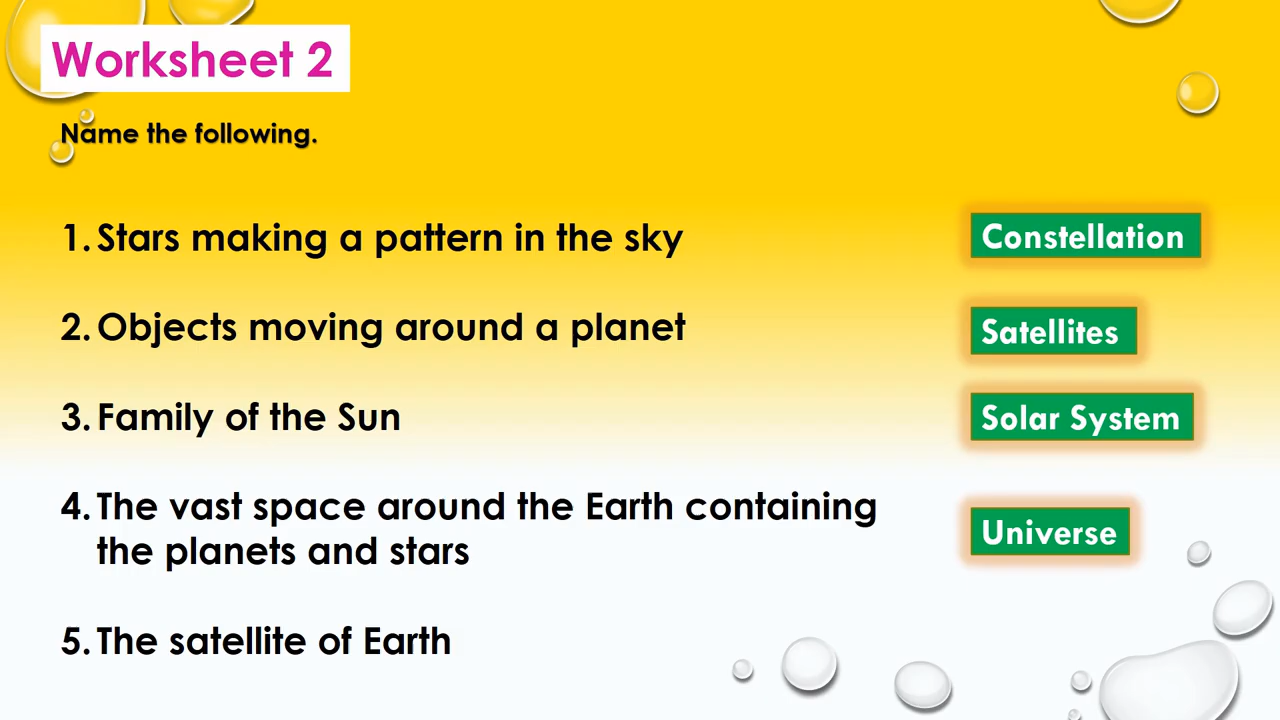 Worksheet 2
Name the following.
1. Stars making a pattern in the sky
Constellation
2. Objects moving around a planet
Satellites
3. Family of the Sun
Solar System
4. The vast space around the Earth containing
the planets and stars
Universe
5. The satellite of Earth